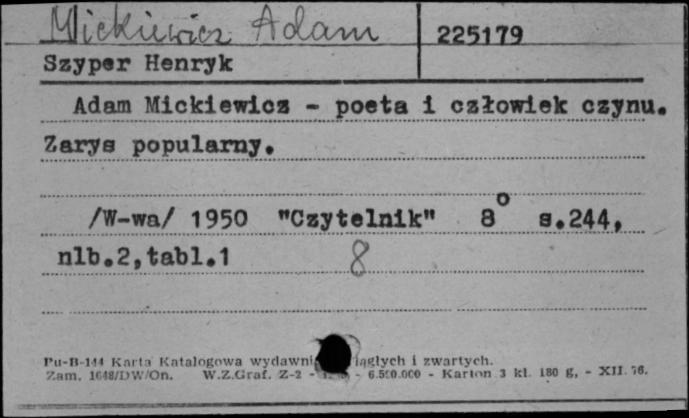 Mickiewicz Adam
225179
Szyper Henryk
Adam Mickiewicz - poeta i człowiek czynu.
Zarys popularny.
/W-wa/ 1950 "Czytelnik" 8° s.244,
nlb.2,tabl.1
8
Pu-B-144 Karta Katalogowa wydawni iągłych i zwartych.
Zam. 1648/DW/On. W.Z.Graf. Z-2 - - 6.500.000 - Karton 3 kl. 180 g, - XII. 76.